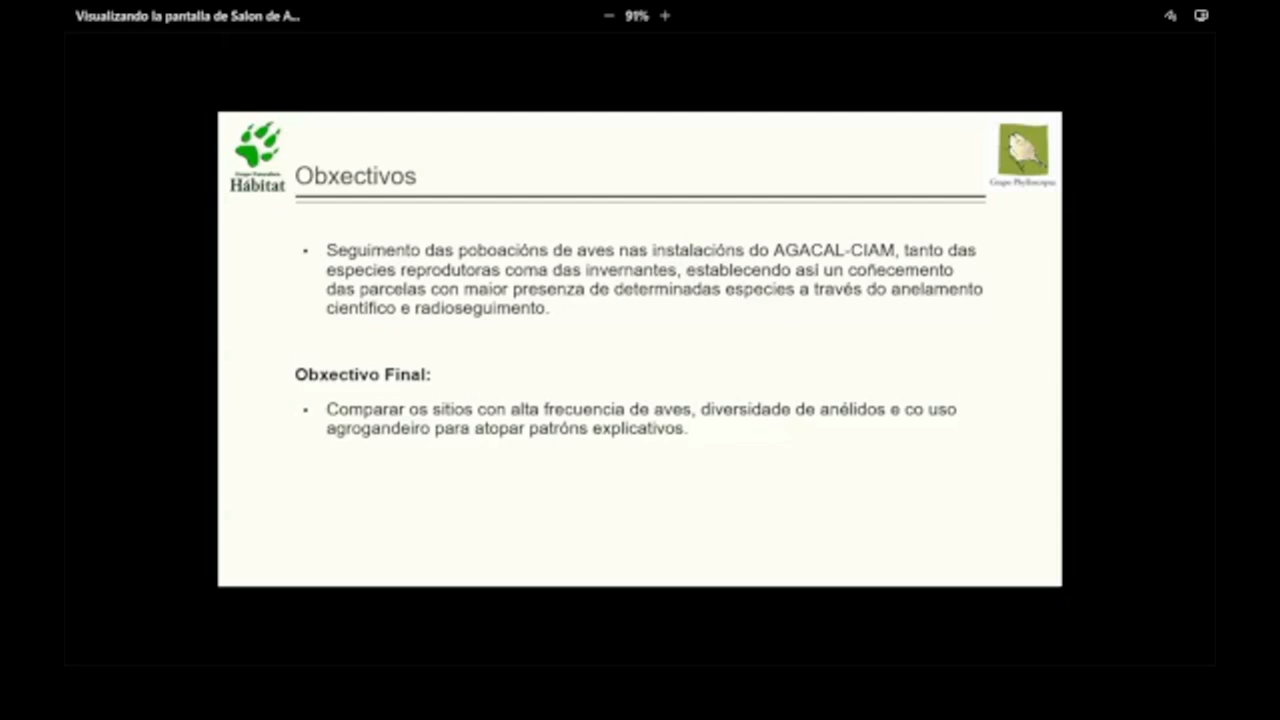 Visualizando la pantalla de Salon de A...
91%
Hábitat
Obxectivos
Grupo Phylloscopus
Seguimento das poboacións de aves nas instalacións do AGACAL-CIAM, tanto das
especies reprodutoras coma das invernantes, establecendo así un coñecemento
das parcelas con maior presenza de determinadas especies a través do anelamento
científico e radioseguimento.
Obxectivo Final:
Comparar os sitios con alta frecuencia de aves, diversidade de anélidos e co uso
agrogandeiro para atopar patróns explicativos.